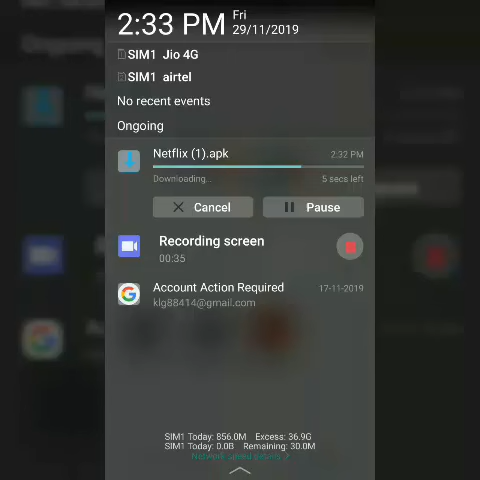 2:33 PM Fri
29/11/2019
SIM1 Jio 4G
SIM1 airtel
No recent events
Ongoing
Netflix (1).apk 2:32 PM
Downloading... 5 secs left
Cancel Pause
Recording screen
00:35
Account Action Required 17-11-2019
klg88414@gmail.com
SIM1 Today: 856.0M Excess: 36.9G
SIM1 Today: 0.0B Remaining: 30.0M